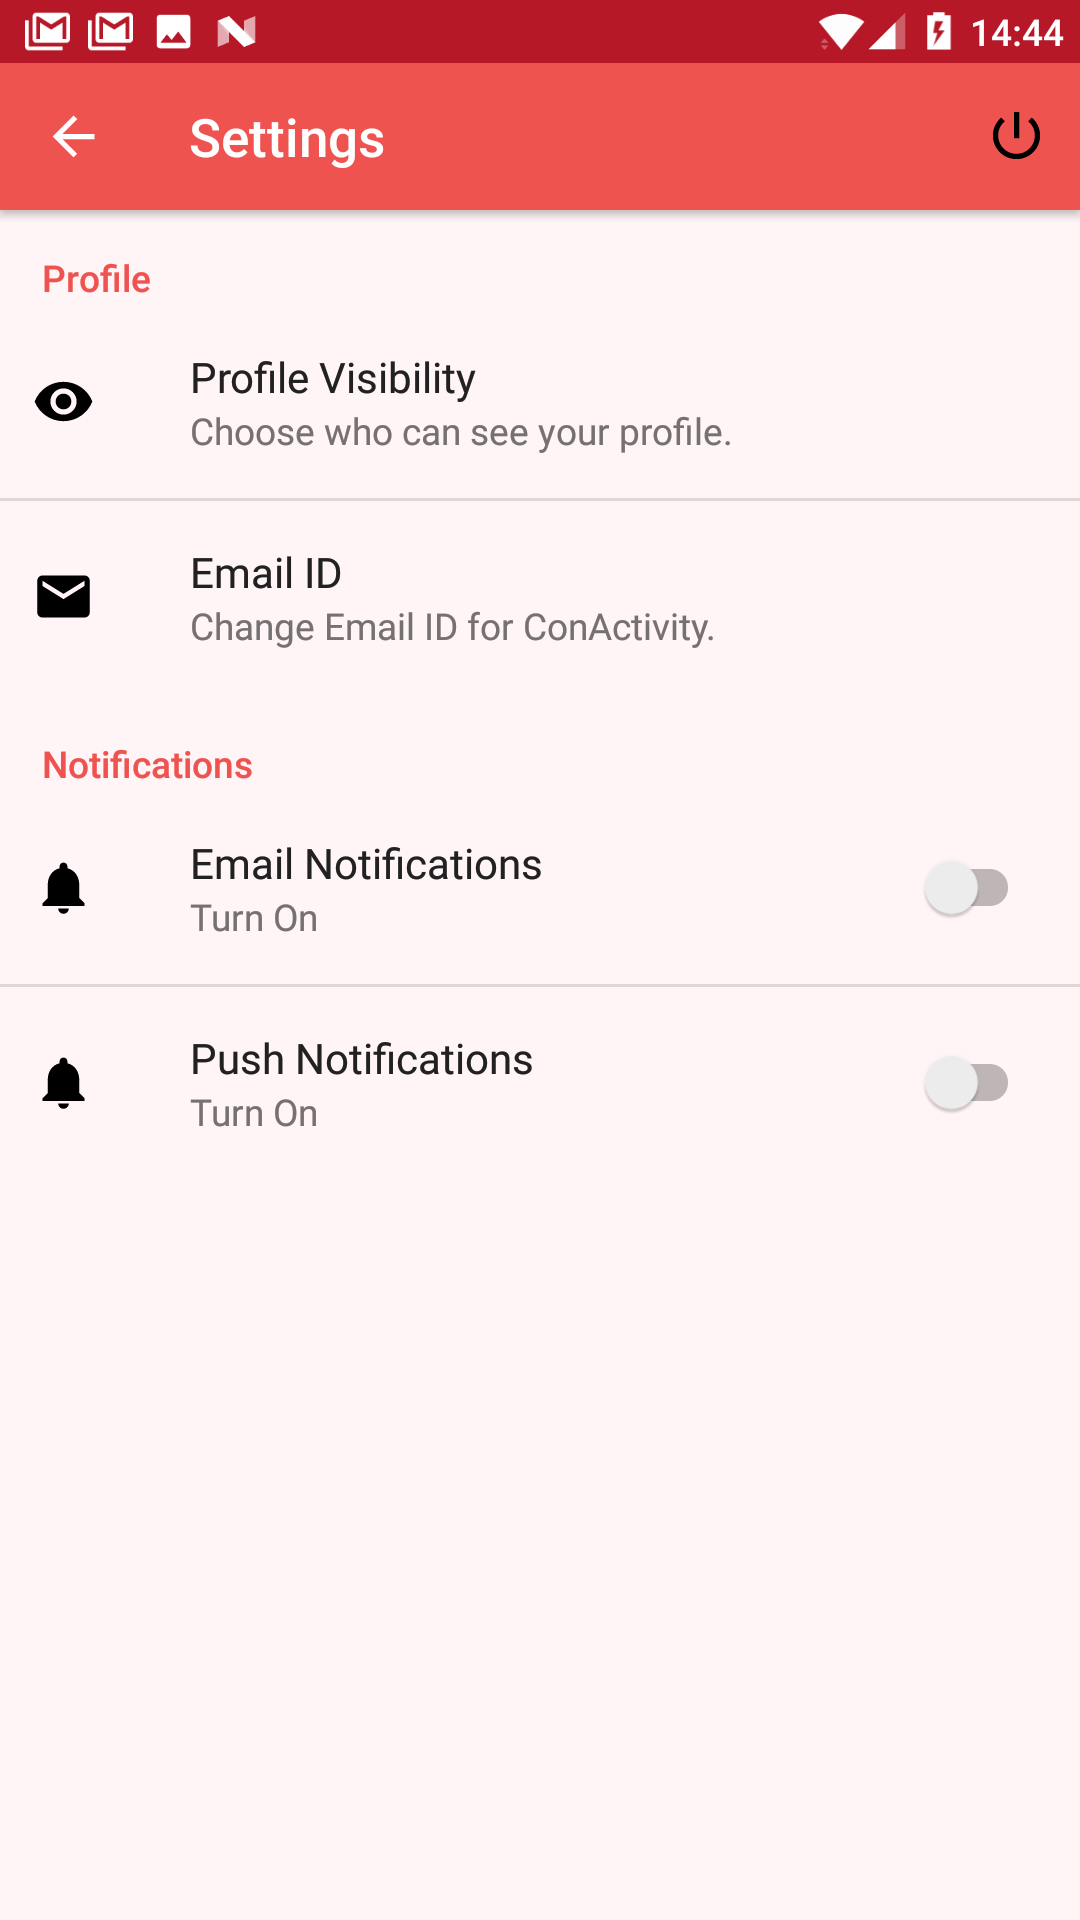 14:44
Settings
Profile
Profile Visibility
Choose who can see your profile.
Email ID
Change Email ID for ConActivity.
Notifications
Email Notifications
Turn On
Push Notifications
Turn On